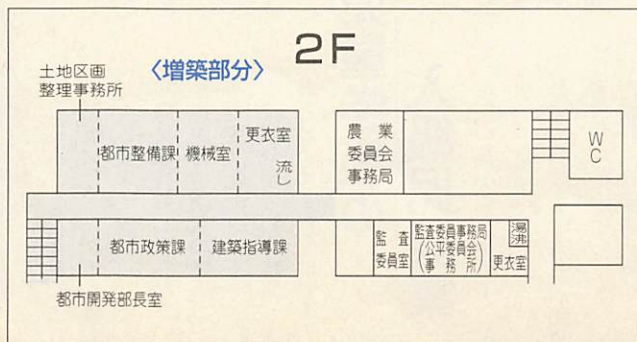 2F
〈増築部分〉
土地区画
整理事務所
都市整備課
機械室
更衣室
流し
農業
委員会
事務局
WC
都市政策課
建築指導課
都市開発部長室
監査
委員室
監査委員事務局
(公平委員会)
事務所
湯沸
更衣室